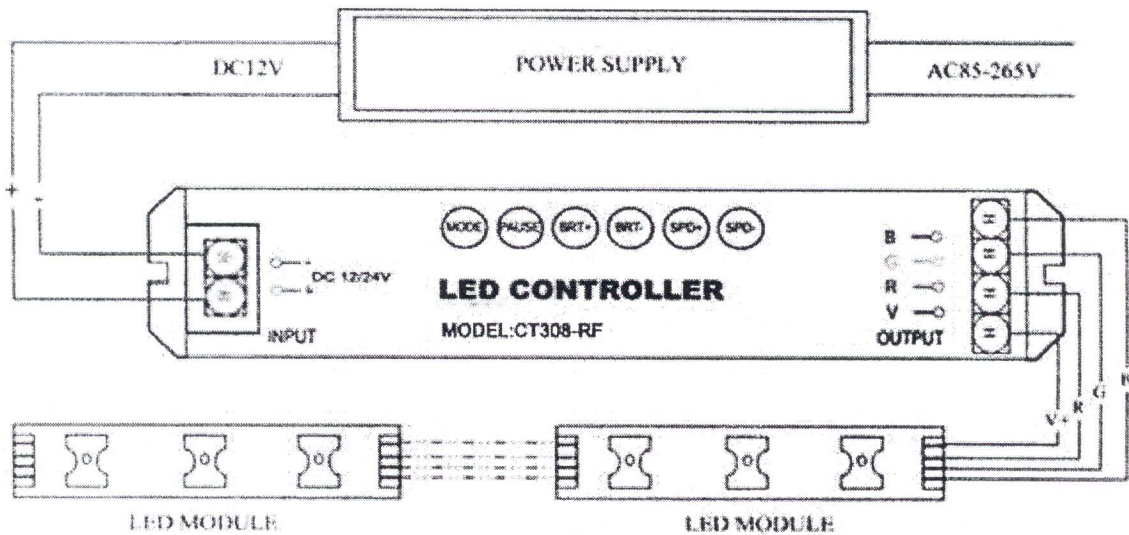 DC12V
POWER SUPPLY
AC85-265V
+
-
MODE
PAUSE
BRT+
BRT-
SPD+
SPD-
DC 12/24V
-
+
INPUT
LED CONTROLLER
MODEL:CT308-RF
B
G
R
V
OUTPUT
V+
R
G
B
LED MODULE
LED MODULE